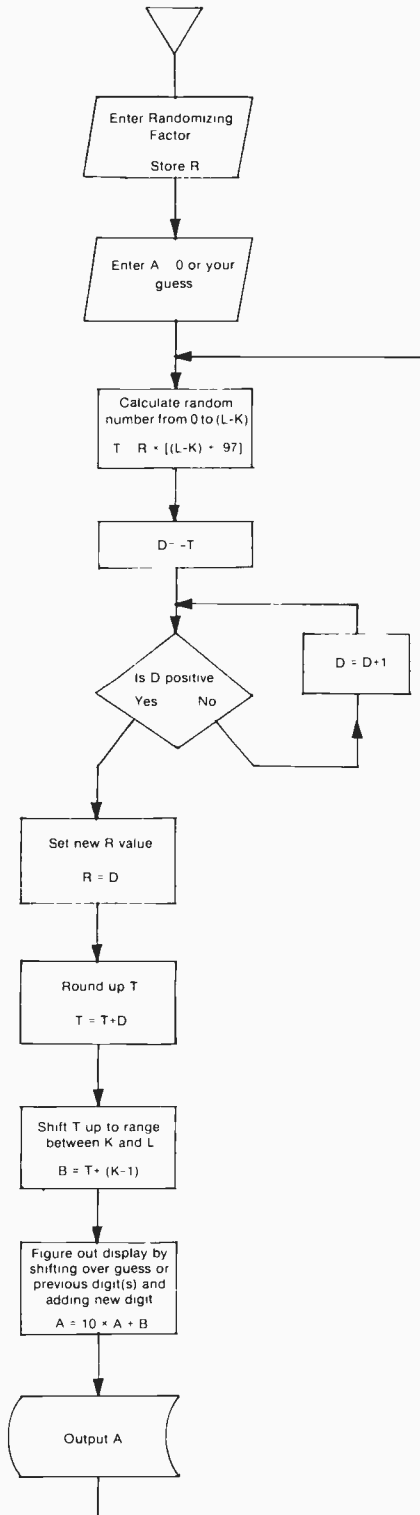 Enter Randomizing
Factor
Store R
Enter A 0 or your
guess
Calculate random
number from 0 to (L-K)
T R × [(L-K) + 97]
D= -T
Is D positive
Yes No
D = D+1
Set new R value
R = D
Round up T
T = T+D
Shift T up to range
between K and L
B = T+ (K-1)
Figure out display by
shifting over guess or
previous digit(s) and
adding new digit
A = 10 × A + B
Output A